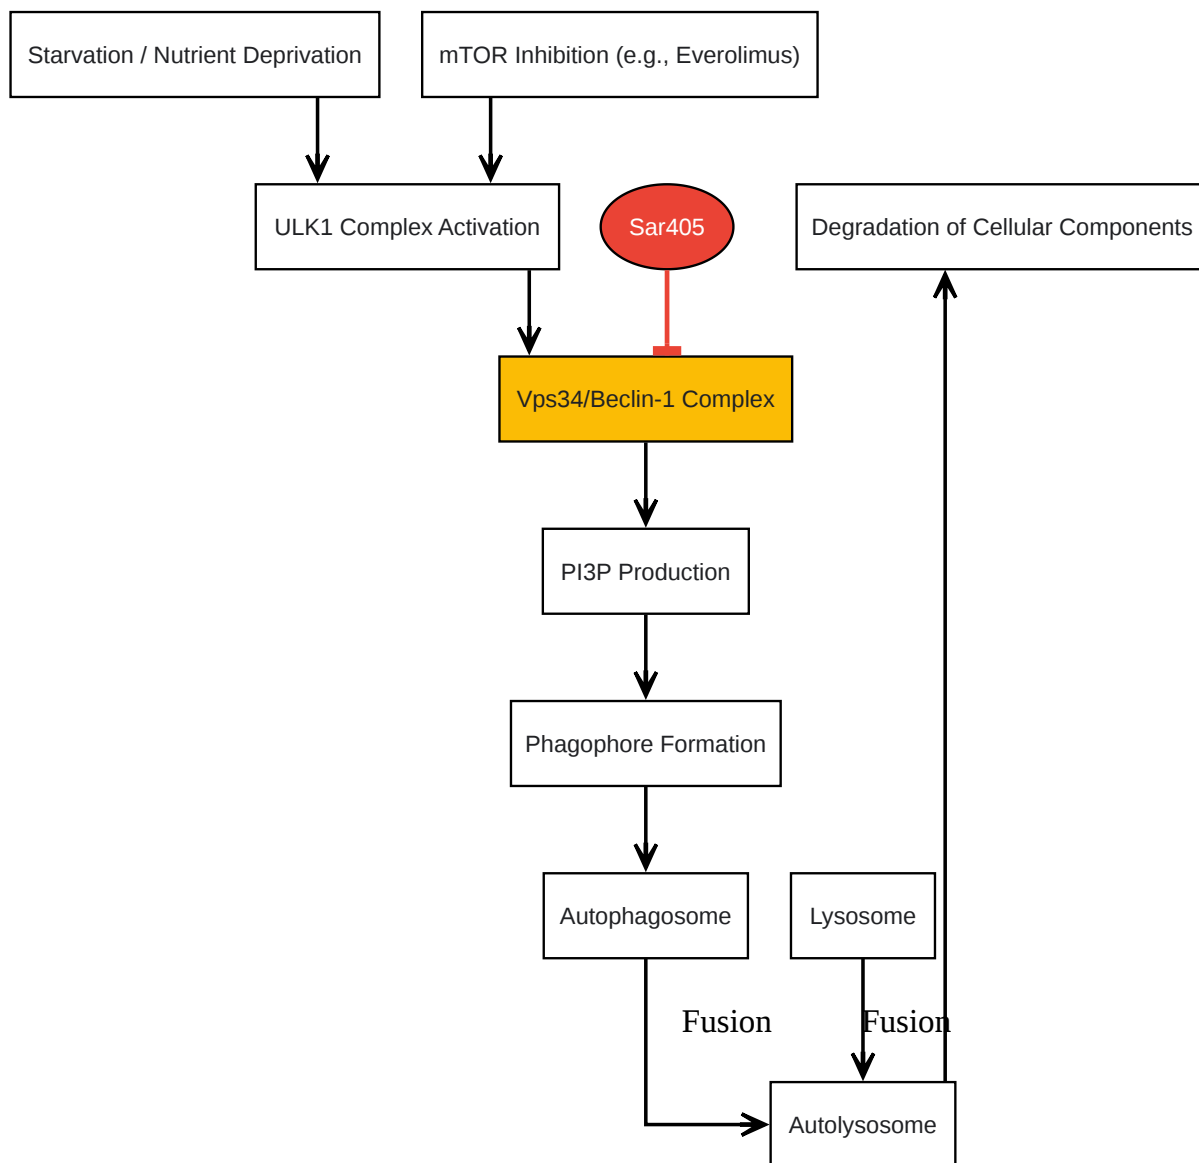 Starvation / Nutrient Deprivation
mTOR Inhibition (e.g., Everolimus)
ULK1 Complex Activation
Sar405
Degradation of Cellular Components
Vps34/Beclin-1 Complex
PI3P Production
Phagophore Formation
Autophagosome
Lysosome
Fusion
Fusion
Autolysosome